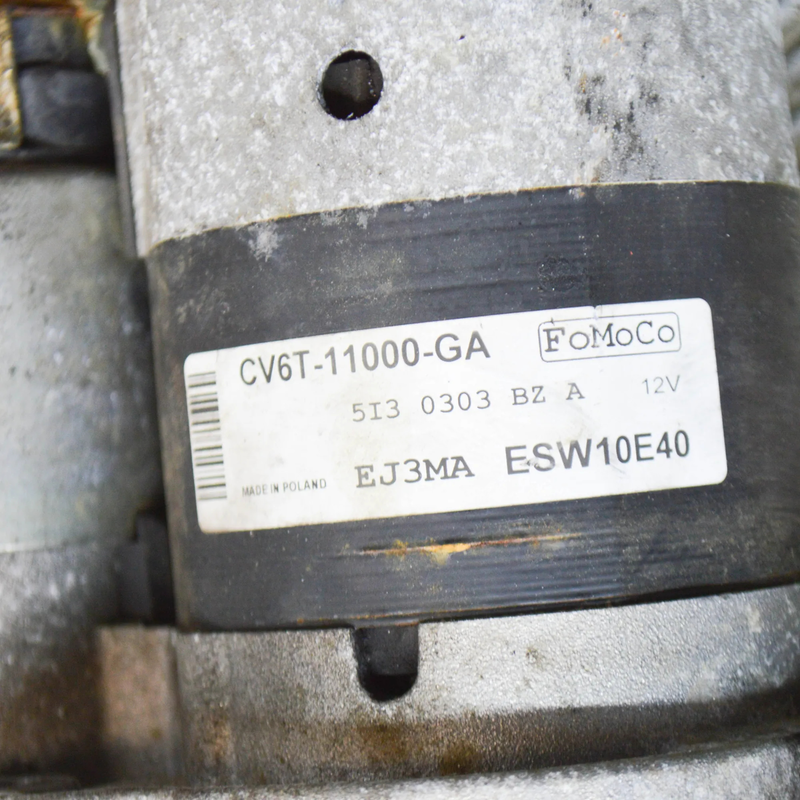 CV6T-11000-GA FoMoCo
5I3 0303 BZ A 12V
MADE IN POLAND EJ3MA ESW10E40